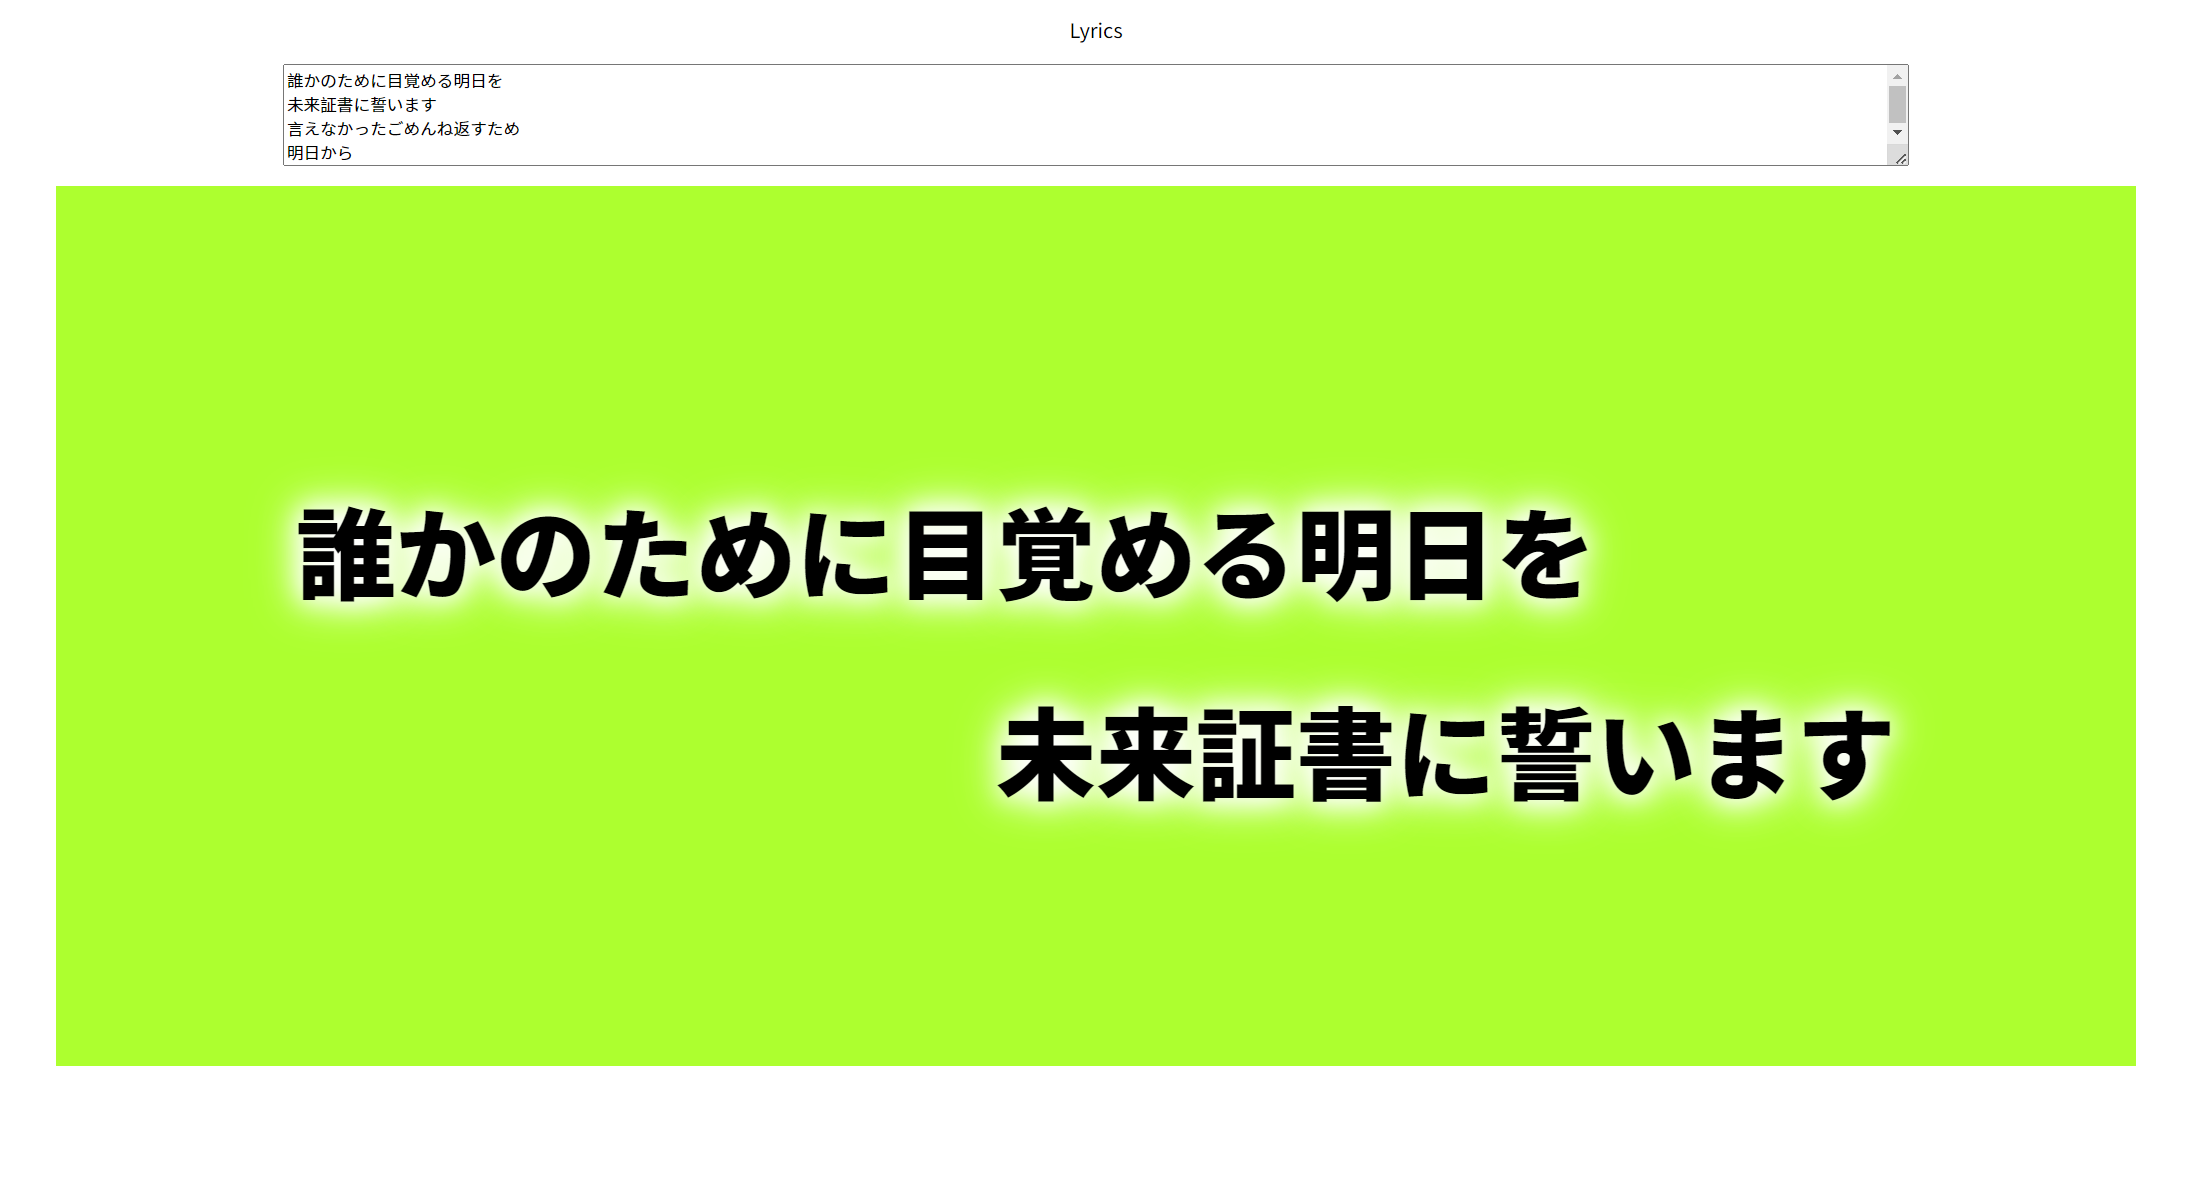 Lyrics
誰かのために目覚める明日を
未来証書に誓います
言えなかったごめんね返すため
明日から
誰かのために目覚める明日を
未来証書に誓います